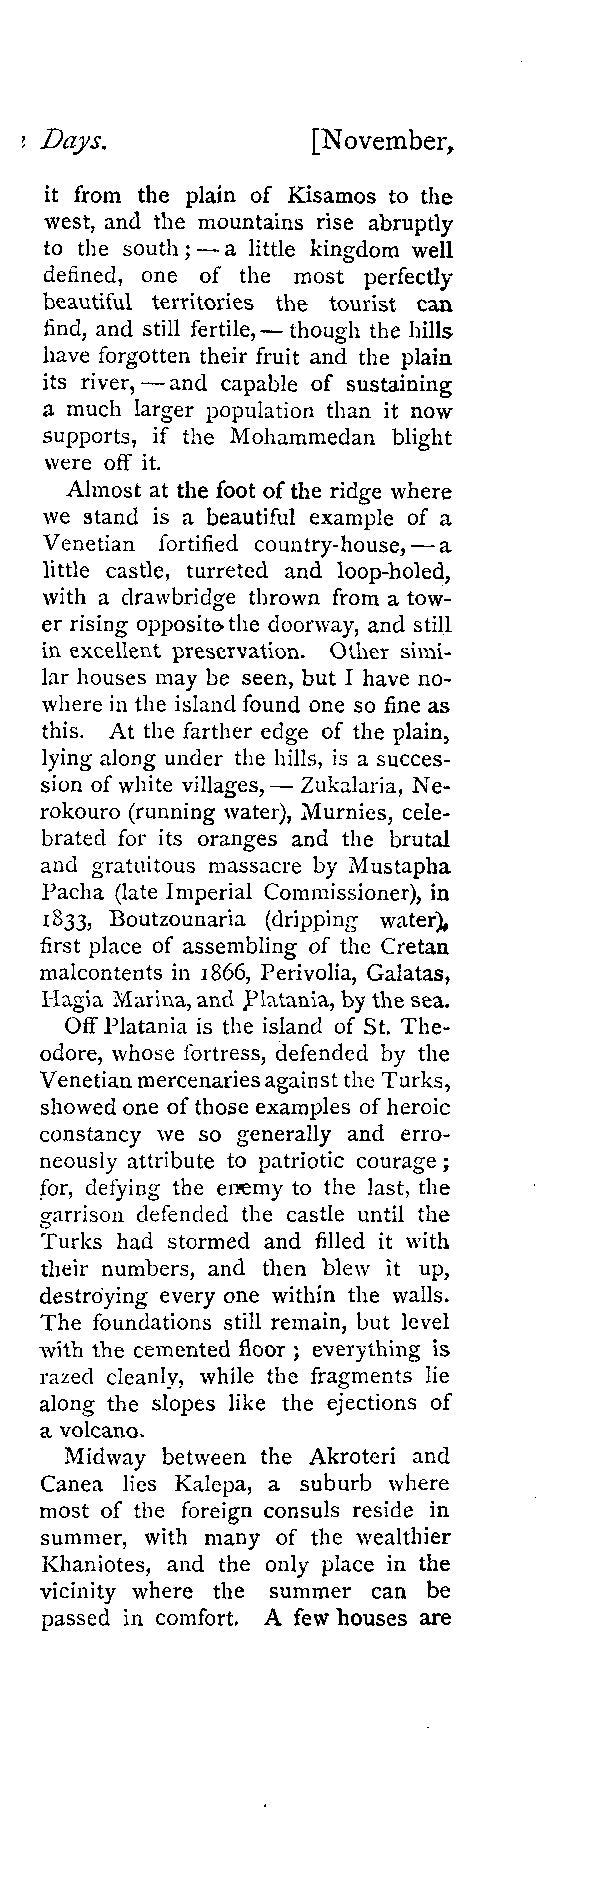 Days. [November,
it from the plain of Kisamos to the
west, and the mountains rise abruptly
to the south; — a little kingdom well
defined, one of the most perfectly
beautiful territories the tourist can
find, and still fertile, — though the hills
have forgotten their fruit and the plain
its river, — and capable of sustaining
a much larger population than it now
supports, if the Mohammedan blight
were off it.
Almost at the foot of the ridge where
we stand is a beautiful example of a
Venetian fortified country-house, — a
little castle, turreted and loop-holed,
with a drawbridge thrown from a tow-
er rising opposite the doorway, and still
in excellent preservation. Other simi-
lar houses may be seen, but I have no-
where in the island found one so fine as
this. At the farther edge of the plain,
lying along under the hills, is a succes-
sion of white villages, — Zukalaria, Ne-
rokouro (running water), Murnies, cele-
brated for its oranges and the brutal
and gratuitous massacre by Mustapha
Pacha (late Imperial Commissioner), in
1833, Boutzounaria (dripping water),
first place of assembling of the Cretan
malcontents in 1866, Perivolia, Galatas,
Hagia Marina, and Platania, by the sea.
Off Platania is the island of St. The-
odore, whose fortress, defended by the
Venetian mercenaries against the Turks,
showed one of those examples of heroic
constancy we so generally and erro-
neously attribute to patriotic courage;
for, defying the enemy to the last, the
garrison defended the castle until the
Turks had stormed and filled it with
their numbers, and then blew it up,
destroying every one within the walls.
The foundations still remain, but level
with the cemented floor; everything is
razed cleanly, while the fragments lie
along the slopes like the ejections of
a volcano.
Midway between the Akroteri and
Canea lies Kalepa, a suburb where
most of the foreign consuls reside in
summer, with many of the wealthier
Khaniotes, and the only place in the
vicinity where the summer can be
passed in comfort. A few houses are